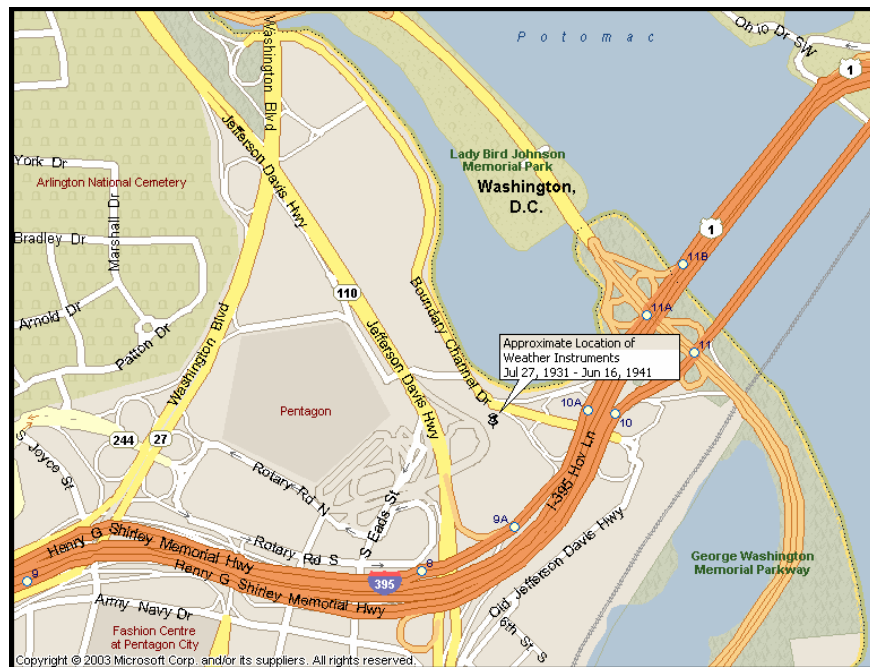 Potomac
Ohio Dr SW
1
Washington Blvd
Washington Blvd
Jefferson Davis Hwy
Lady Bird Johnson
Memorial Park
Washington,
D.C.
York Dr
Arlington National Cemetery
Marshall Dr
Bradley Dr
1
11B
110
Boundary Channel Dr
11A
Arnold Dr
Patton Dr
Washington Blvd
Jefferson Davis Hwy
Approximate Location of
Weather Instruments
Jul 27, 1931 - Jun 16, 1941
11
Pentagon
10A
10
244
27
S Joyce St
Rotary Rd N
S Eads St
I-395 Hov Ln
9A
Henry G Shirley Memorial Hwy
Rotary Rd S
Old Jefferson Davis Hwy
George Washington
Memorial Parkway
9
8
395
Henry G Shirley Memorial Hwy
Army Navy Dr
6th St S
Fashion Centre
at Pentagon City
Copyright © 2003 Microsoft Corp. and/or its suppliers. All rights reserved.